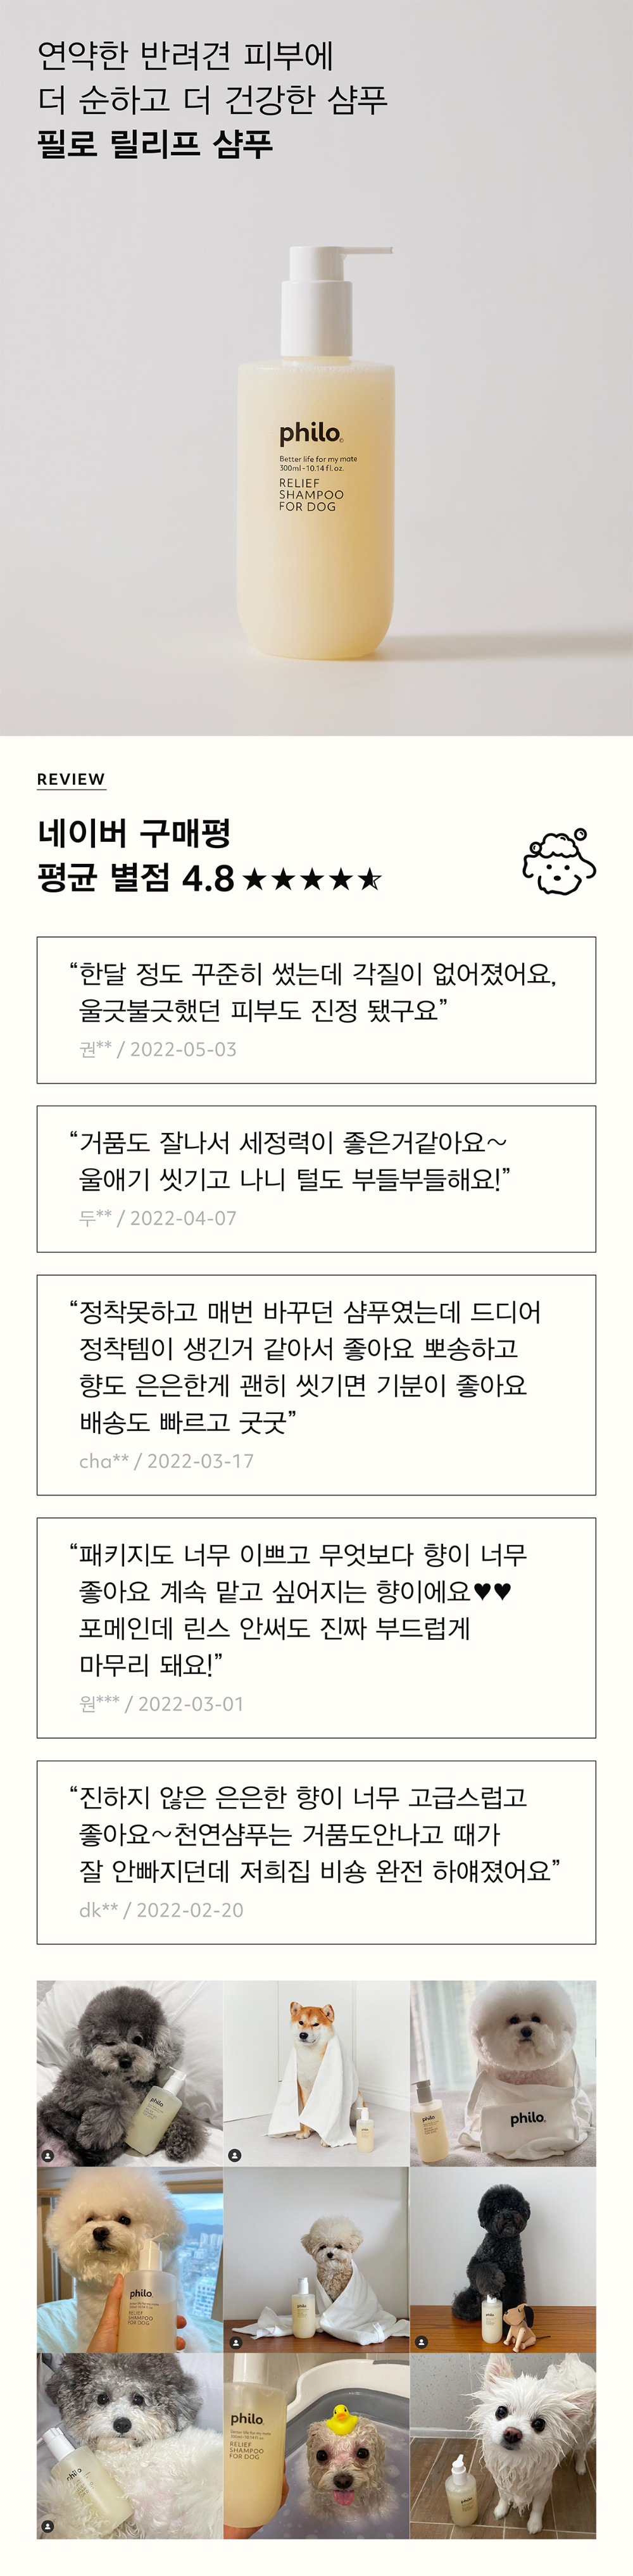 연약한 반려견 피부에
더 순하고 더 건강한 샴푸
필로 릴리프 샴푸
philo
Better life for my mate
300ml - 10.14 fl. oz.
RELIEF
SHAMPOO
FOR DOG
REVIEW
네이버 구매평
평균 별점 4.8 ★★★★⯪
“한달 정도 꾸준히 썼는데 각질이 없어졌어요,
울긋불긋했던 피부도 진정 됐구요”
권** / 2022-05-03
“거품도 잘나서 세정력이 좋은거같아요~
울애기 씻기고 나니 털도 부들부들해요!”
두** / 2022-04-07
“정착못하고 매번 바꾸던 샴푸였는데 드디어
정착템이 생긴거 같아서 좋아요 뽀송하고
향도 은은한게 괜히 씻기면 기분이 좋아요
배송도 빠르고 굿굿”
cha** / 2022-03-17
“패키지도 너무 이쁘고 무엇보다 향이 너무
좋아요 계속 맡고 싶어지는 향이에요♥♥
포메인데 린스 안써도 진짜 부드럽게
마무리 돼요!”
원*** / 2022-03-01
“진하지 않은 은은한 향이 너무 고급스럽고
좋아요~천연샴푸는 거품도안나고 때가
잘 안빠지던데 저희집 비숑 완전 하얘졌어요”
dk** / 2022-02-20
philo
philo
philo
philo
RELIEF
SHAMPOO
FOR DOG
philo
philo
philo
philo
RELIEF
SHAMPOO
FOR DOG
philo